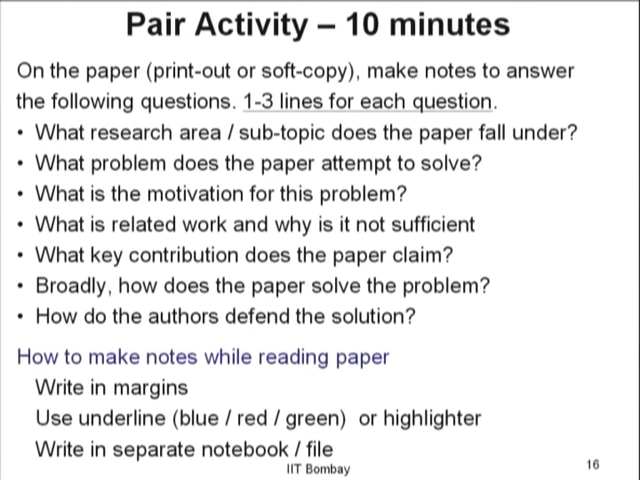 Pair Activity – 10 minutes
On the paper (print-out or soft-copy), make notes to answer
the following questions. 1-3 lines for each question.
• What research area / sub-topic does the paper fall under?
• What problem does the paper attempt to solve?
• What is the motivation for this problem?
• What is related work and why is it not sufficient
• What key contribution does the paper claim?
• Broadly, how does the paper solve the problem?
• How do the authors defend the solution?
How to make notes while reading paper
Write in margins
Use underline (blue / red / green)  or highlighter
Write in separate notebook / file
IIT Bombay
16